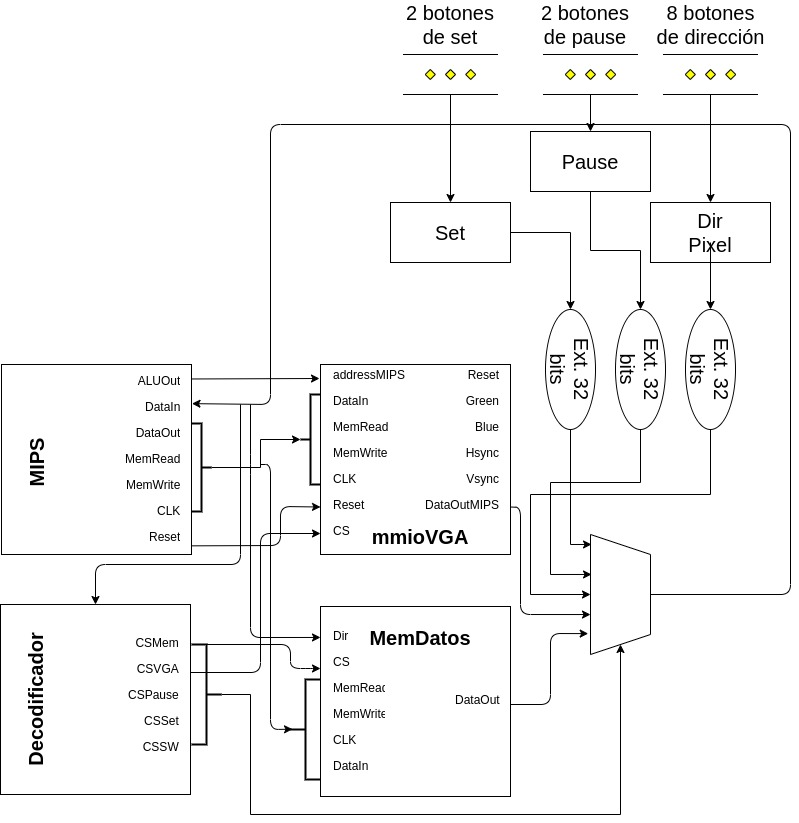 2 botones
de set
2 botones
de pause
8 botones
de dirección
Pause
Set
Dir
Pixel
Ext. 32
bits
Ext. 32
bits
Ext. 32
bits
MIPS
ALUOut
DataIn
DataOut
MemRead
MemWrite
CLK
Reset
addressMIPS
DataIn
MemRead
MemWrite
CLK
Reset
CS
Reset
Green
Blue
Hsync
Vsync
DataOutMIPS
mmioVGA
Decodificador
CSMem
CSVGA
CSPause
CSSet
CSSW
Dir
MemDatos
CS
MemRead
MemWrite
CLK
DataIn
DataOut